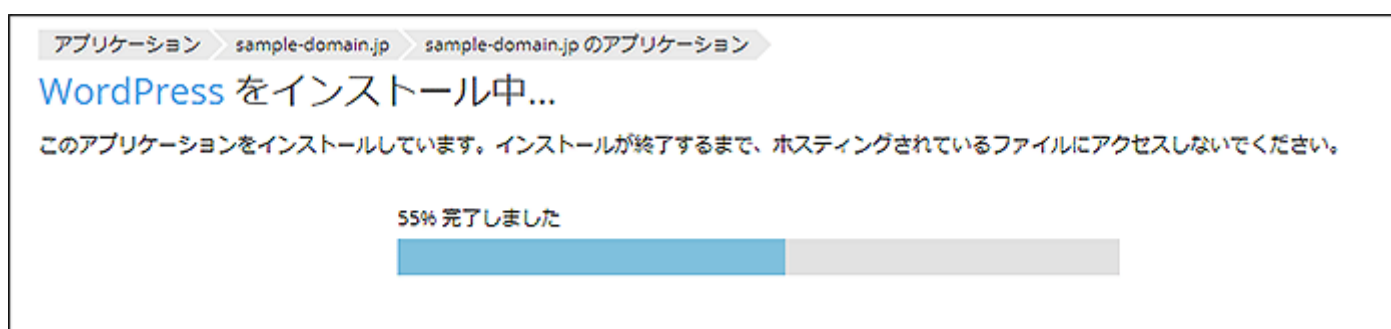 アプリケーション sample-domain.jp sample-domain.jp のアプリケーション
WordPress をインストール中...
このアプリケーションをインストールしています。インストールが終了するまで、ホスティングされているファイルにアクセスしないでください。
55% 完了しました